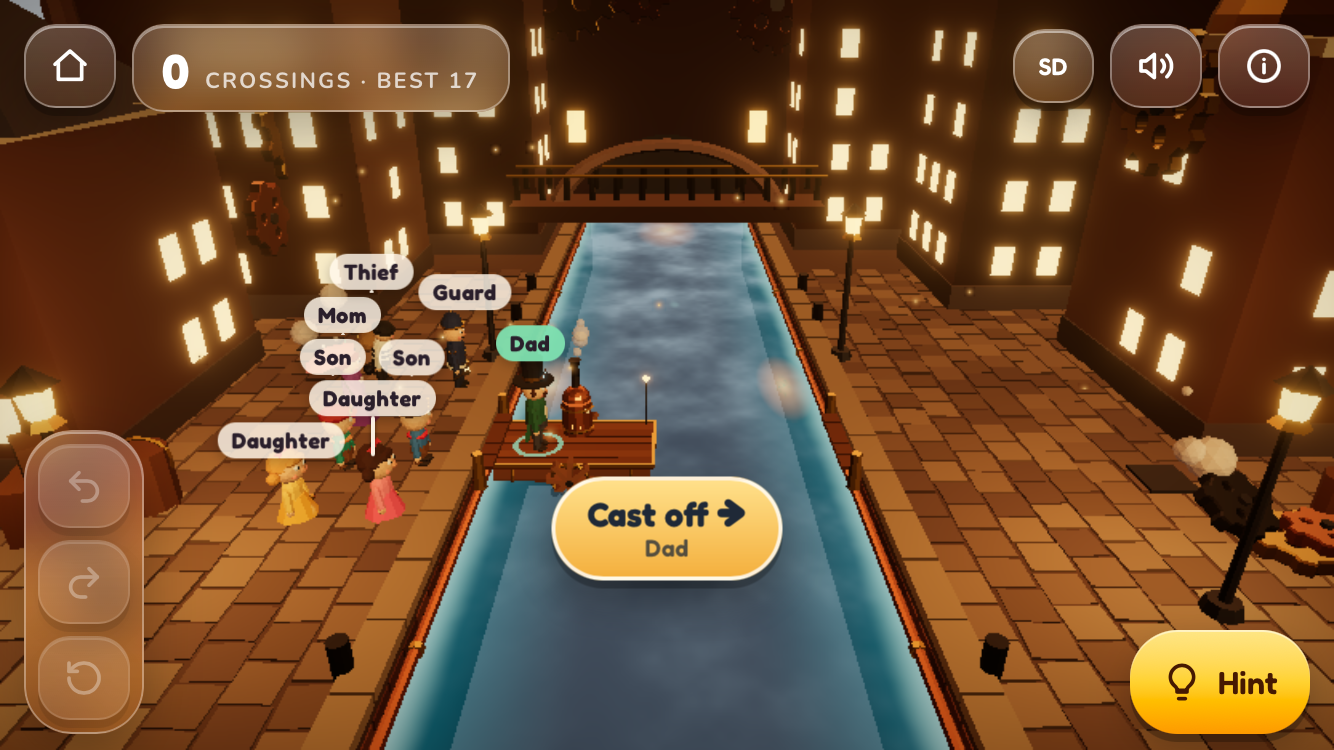 0 CROSSINGS · BEST 17
SD
Thief
Guard
Mom
Dad
Son
Son
Daughter
Daughter
Cast off
Dad
Hint